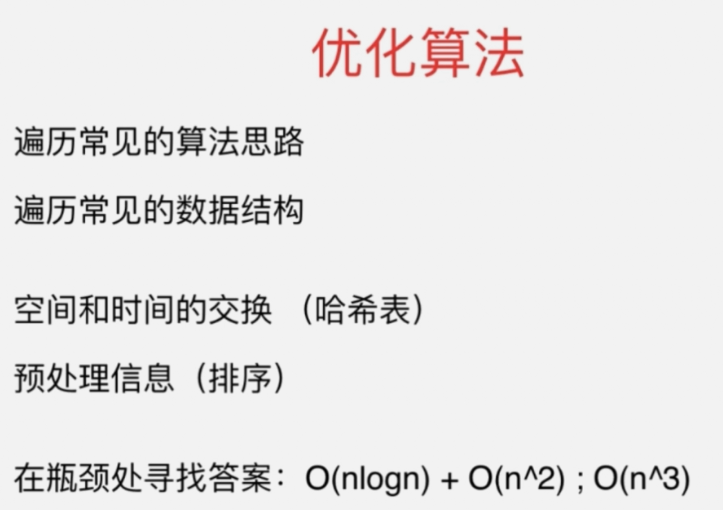 优化算法
遍历常见的算法思路
遍历常见的数据结构
空间和时间的交换 （哈希表）
预处理信息（排序）
在瓶颈处寻找答案：O(nlogn) + O(n^2) ; O(n^3)